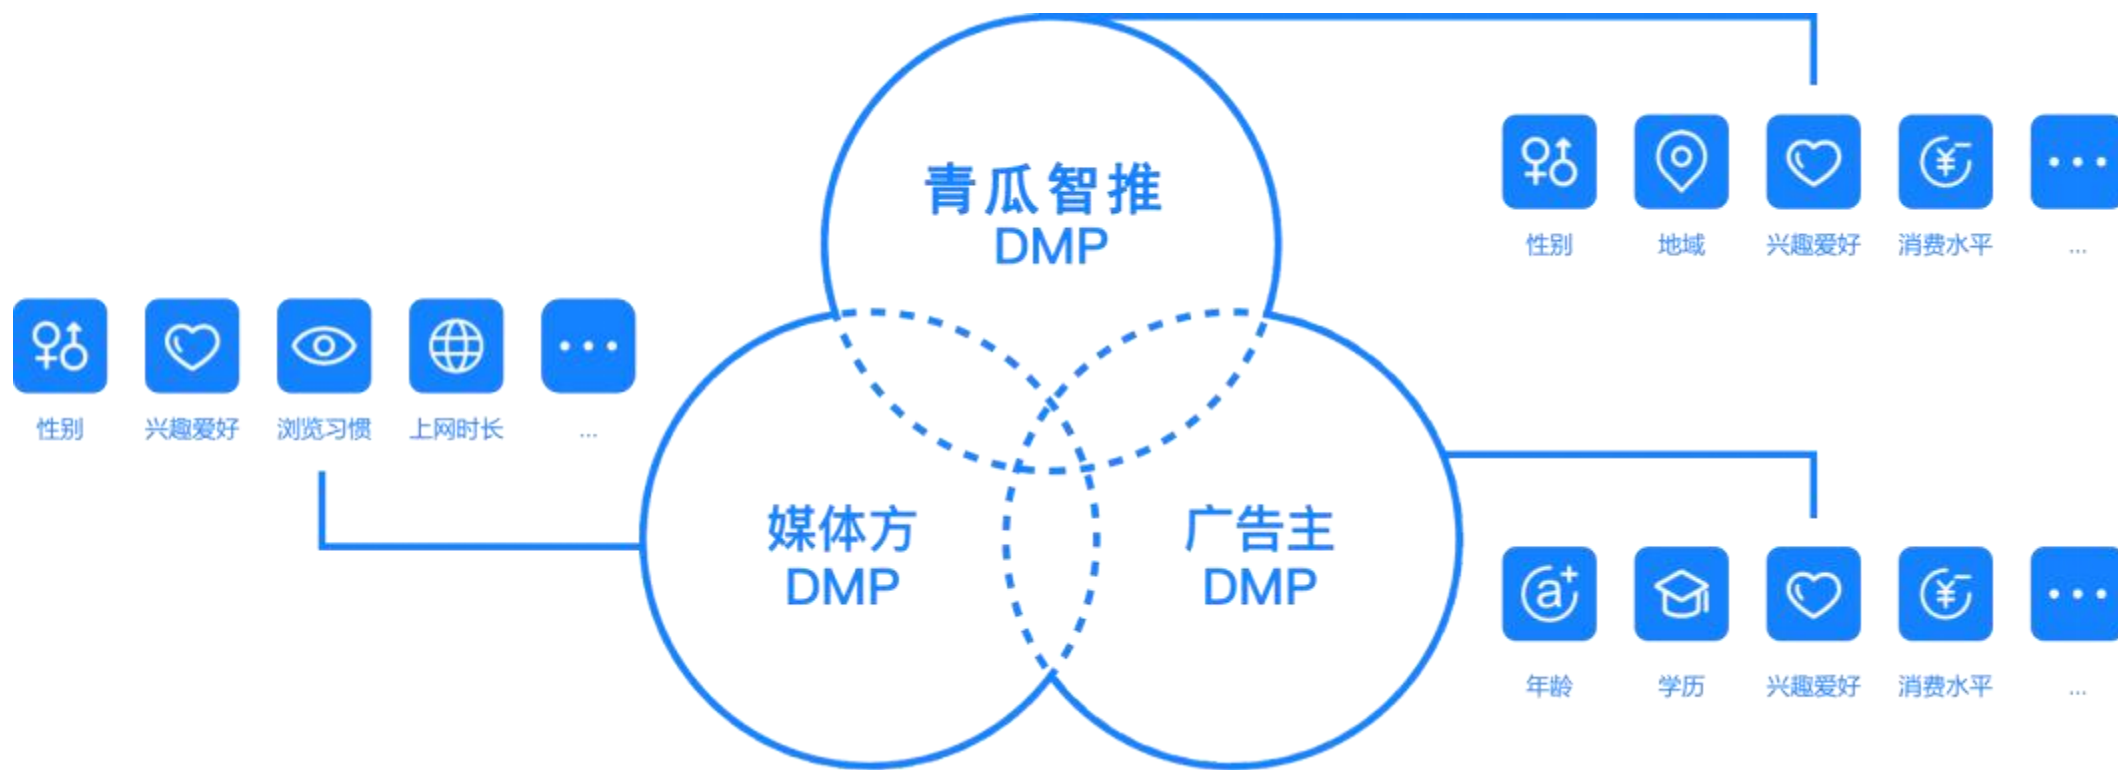 青瓜智推
DMP
性别
地域
兴趣爱好
消费水平
...
性别
兴趣爱好
浏览习惯
上网时长
...
媒体方
DMP
广告主
DMP
年龄
学历
兴趣爱好
消费水平
...